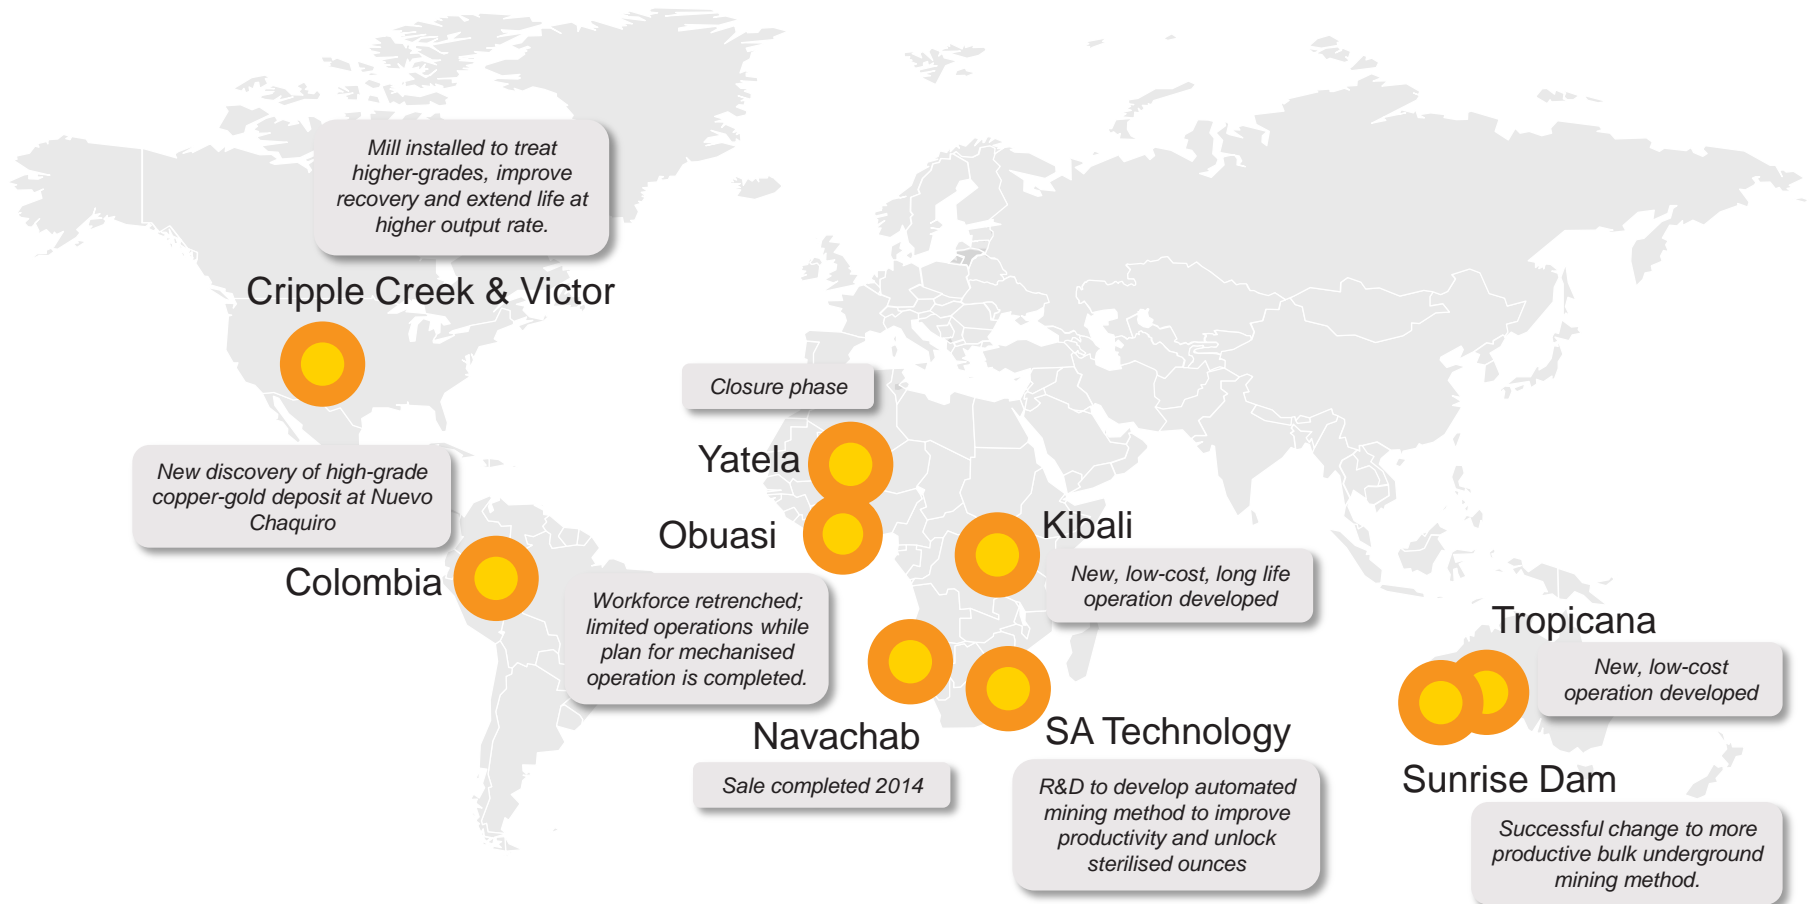 Mill installed to treat
higher-grades, improve
recovery and extend life at
higher output rate.
Cripple Creek & Victor
New discovery of high-grade
copper-gold deposit at Nuevo
Chaquiro
Colombia
Closure phase
Yatela
Obuasi
Workforce retrenched;
limited operations while
plan for mechanised
operation is completed.
Kibali
New, low-cost, long life
operation developed
Navachab
Sale completed 2014
SA Technology
R&D to develop automated
mining method to improve
productivity and unlock
sterilised ounces
Tropicana
New, low-cost
operation developed
Sunrise Dam
Successful change to more
productive bulk underground
mining method.